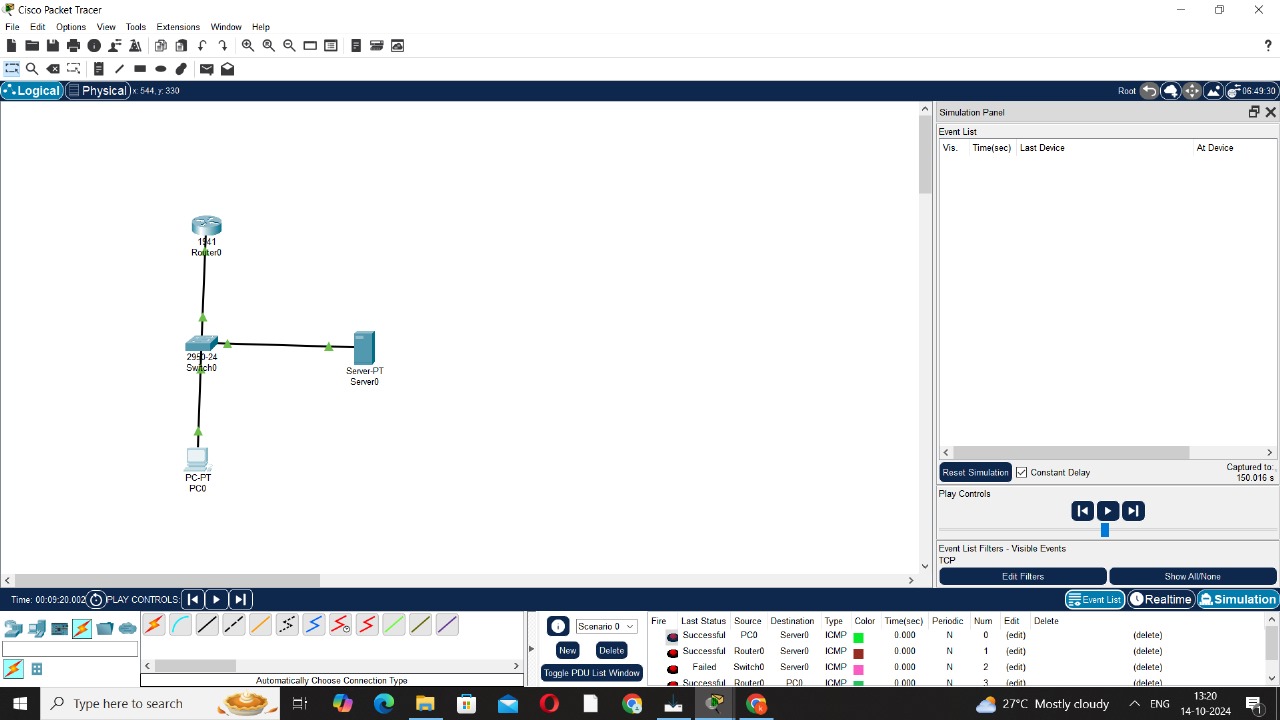 Cisco Packet Tracer
File Edit Options View Tools Extensions Window Help
?
Logical Physical x: 544, y: 330 Root 06:49:30
Simulation Panel
Event List
Vis. Time(sec) Last Device At Device
1941
Router0
2950-24
Switch0
Server-PT
Server0
PC-PT
PC0
Reset Simulation Constant Delay Captured to:
150.016 s
Play Controls
Event List Filters - Visible Events
TCP
Edit Filters Show All/None
Time: 00:09:20.002 PLAY CONTROLS: Event List Realtime Simulation
Scenario 0
New Delete
Toggle PDU List Window
Automatically Choose Connection Type
Fire Last Status Source Destination Type Color Time(sec) Periodic Num Edit Delete
Successful PC0 Server0 ICMP 0.000 N 0 (edit) (delete)
Successful Router0 Server0 ICMP 0.000 N 1 (edit) (delete)
Failed Switch0 Server0 ICMP 0.000 N 2 (edit) (delete)
Successful Router0 PC0 ICMP 0.000 N 3 (edit) (delete)
Type here to search
27°C Mostly cloudy ENG 13:20
14-10-2024 1